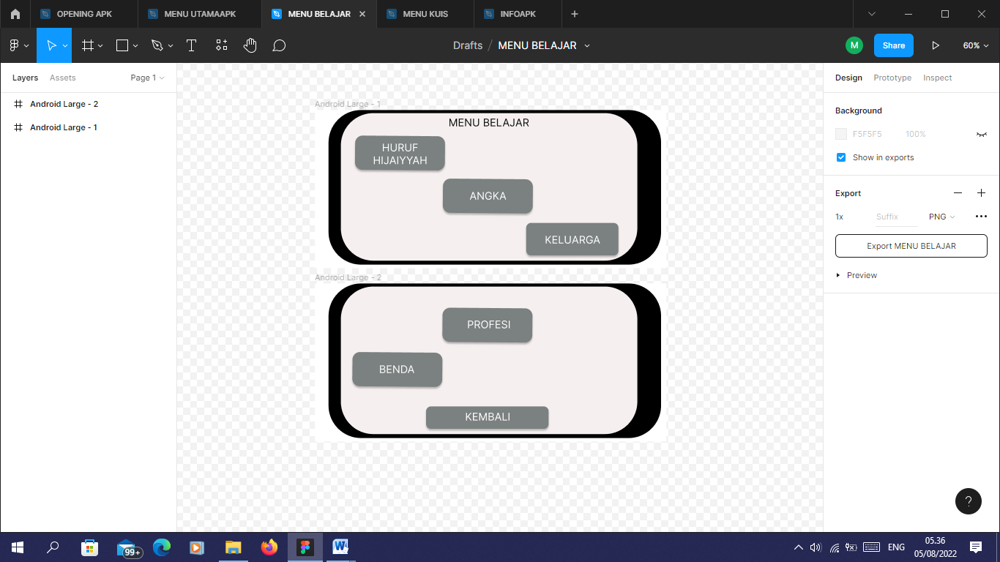 OPENING APK
MENU UTAMAAPK
MENU BELAJAR
MENU KUIS
INFOAPK
Drafts / MENU BELAJAR
M
Share
60%
Layers
Assets
Page 1
Android Large - 2
Android Large - 1
Android Large - 1
MENU BELAJAR
HURUF
HIJAIYYAH
ANGKA
KELUARGA
Android Large - 2
PROFESI
BENDA
KEMBALI
Design
Prototype
Inspect
Background
F5F5F5
100%
Show in exports
Export
1x
Suffix
PNG
Export MENU BELAJAR
Preview
?
99+
W
ENG
05.36
05/08/2022